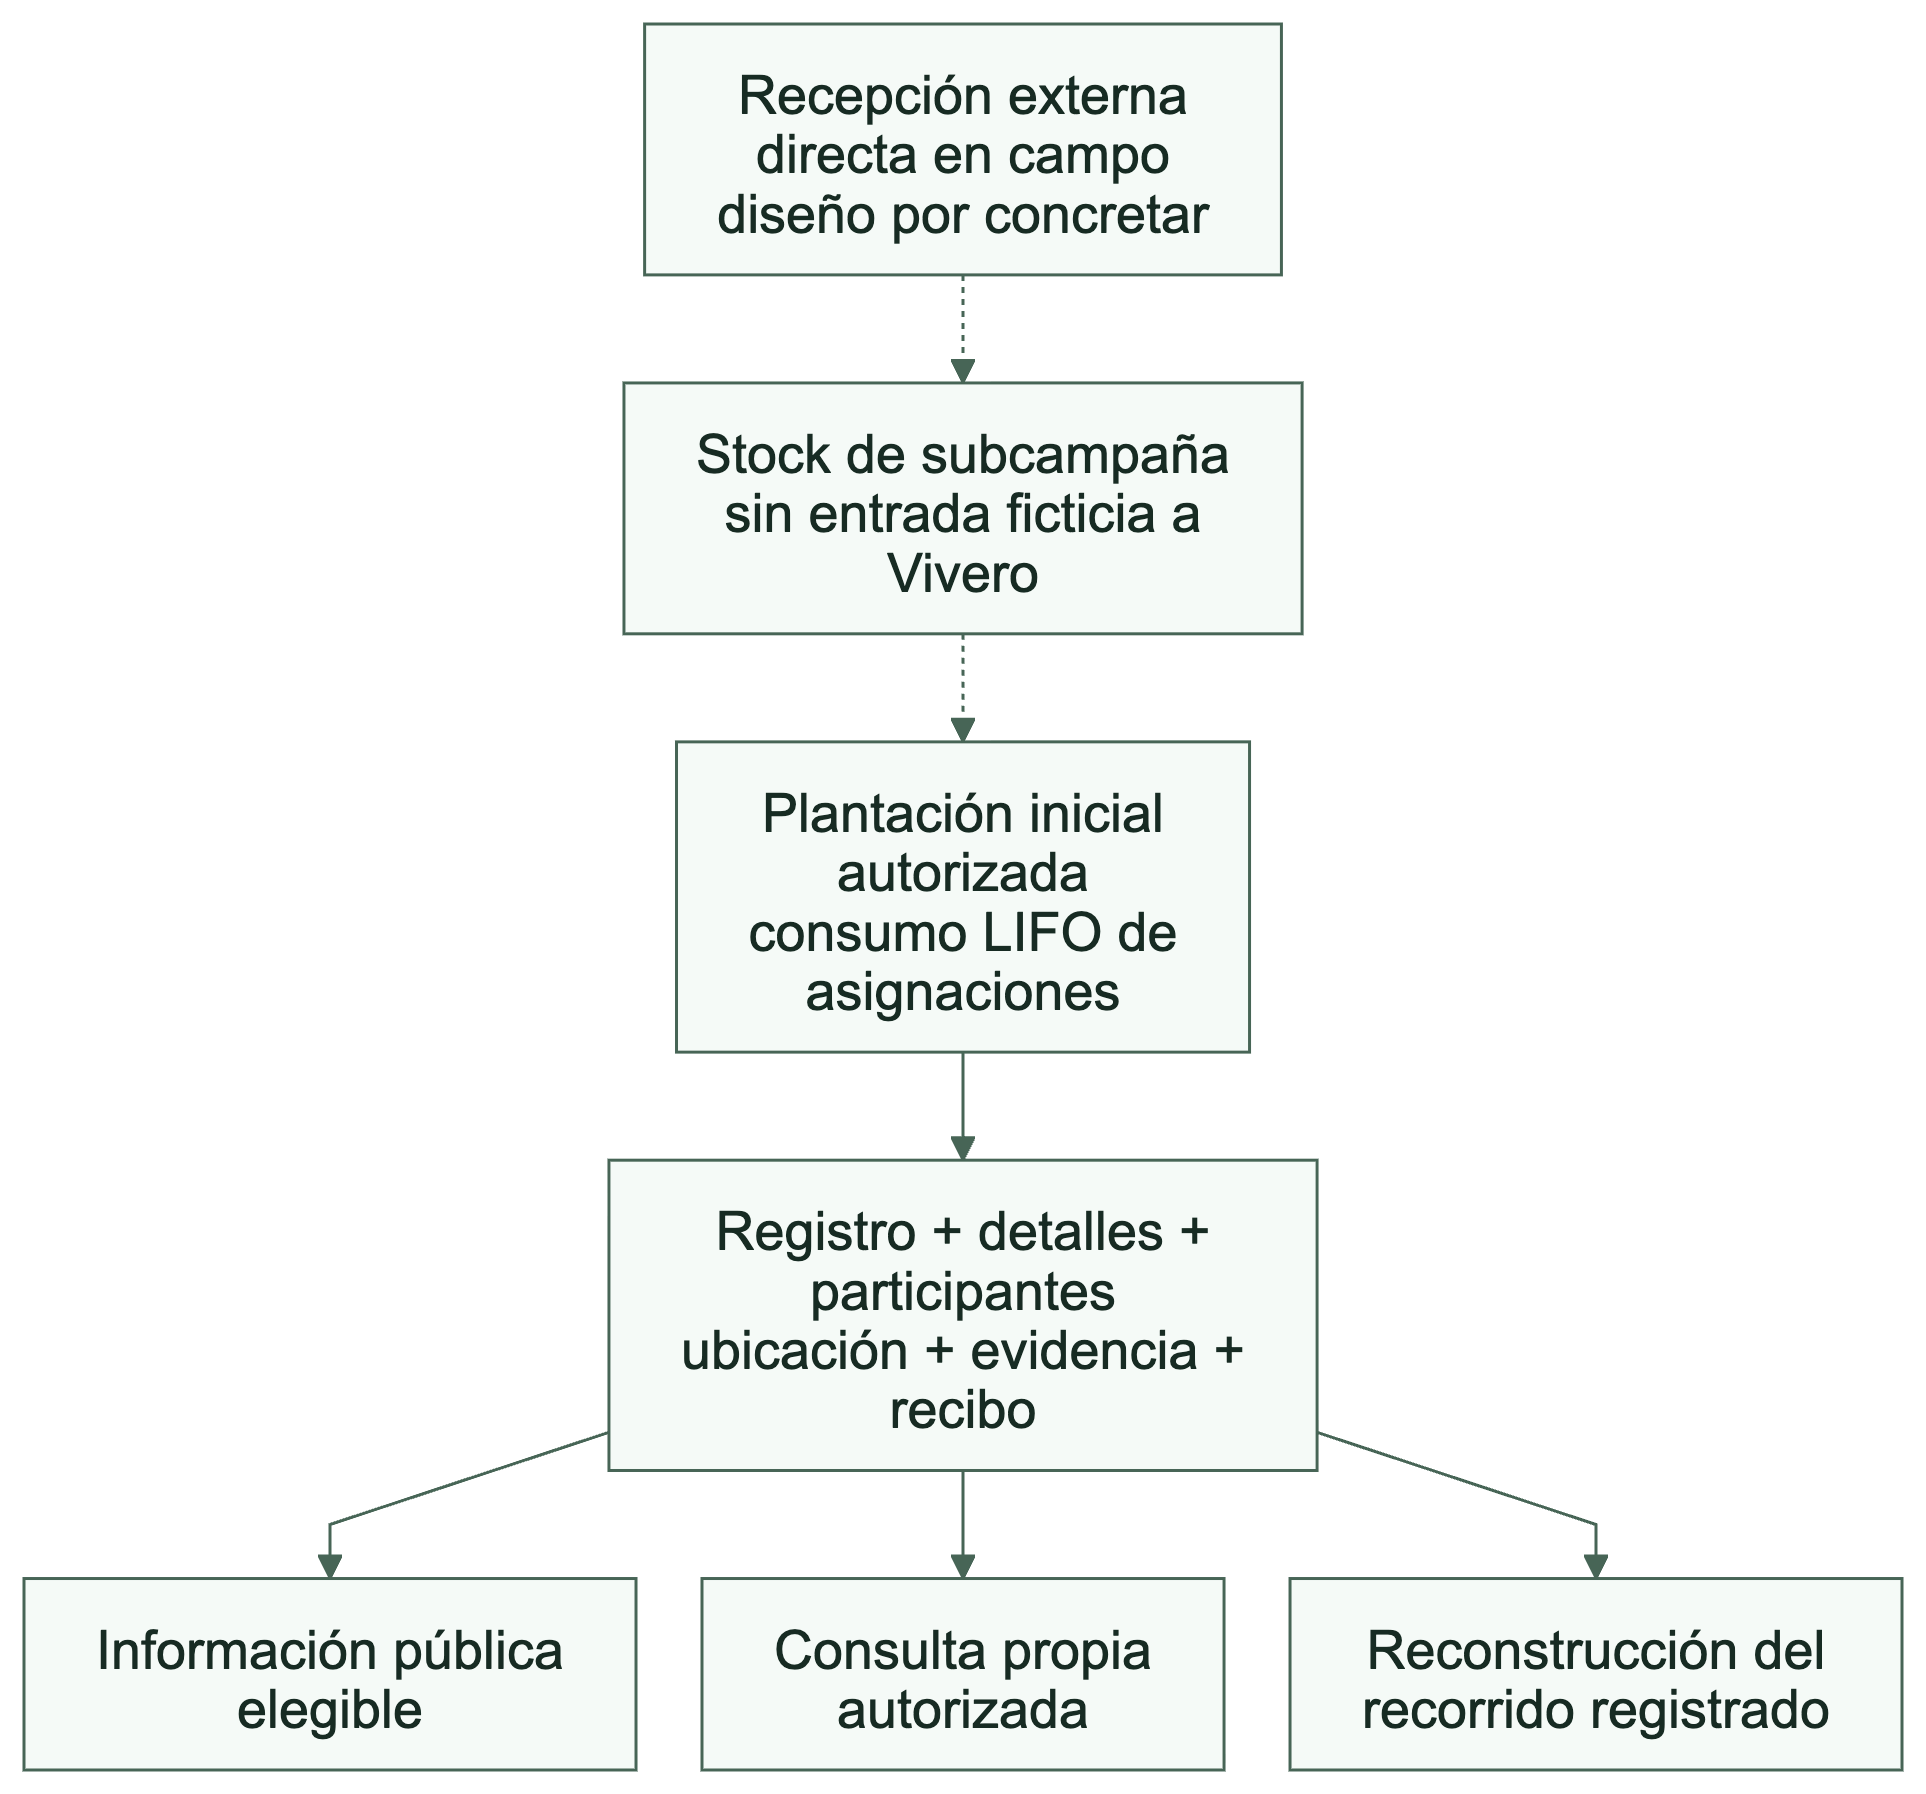 Recepción externa
directa en campo
diseño por concretar
Stock de subcampaña
sin entrada ficticia a
Vivero
Plantación inicial
autorizada
consumo LIFO de
asignaciones
Registro + detalles +
participantes
ubicación + evidencia +
recibo
Información pública
elegible
Consulta propia
autorizada
Reconstrucción del
recorrido registrado